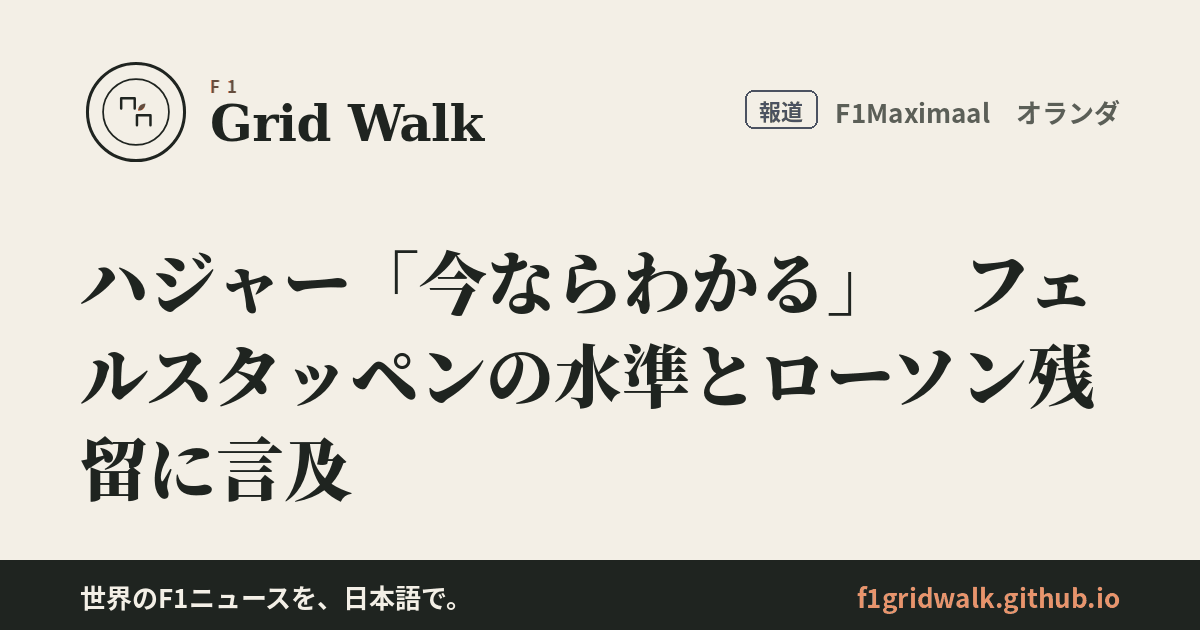 F1
Grid Walk
報道 F1Maximaal　オランダ
ハジャー「今ならわかる」　フェ
ルスタッペンの水準とローソン残
留に言及
世界のF1ニュースを、日本語で。
f1gridwalk.github.io